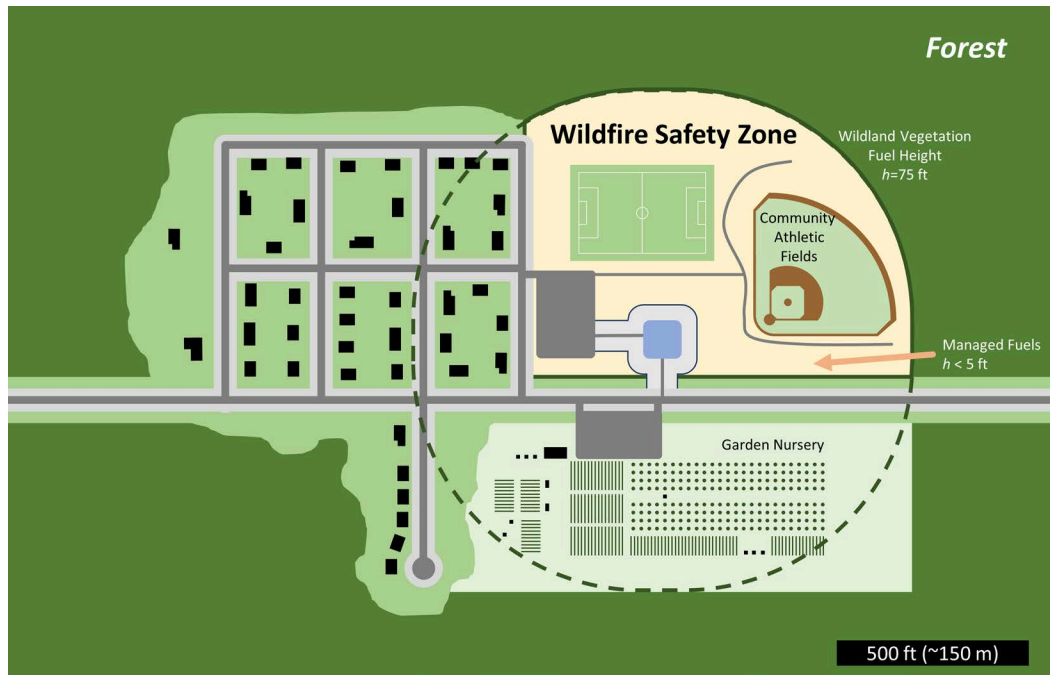 Forest
Wildfire Safety Zone
Wildland Vegetation
Fuel Height
h=75 ft
Community
Athletic
Fields
Managed Fuels
h < 5 ft
Garden Nursery
500 ft (~150 m)